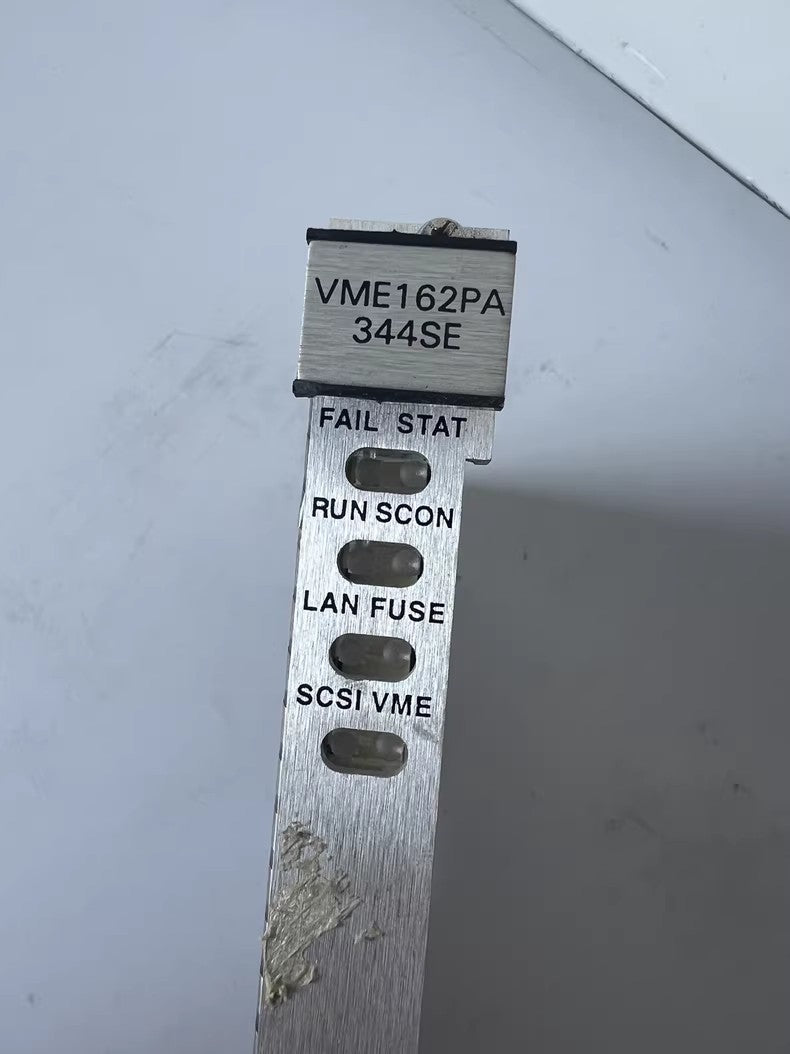 VME162PA
344SE
FAIL STAT
RUN SCON
LAN FUSE
SCSI VME